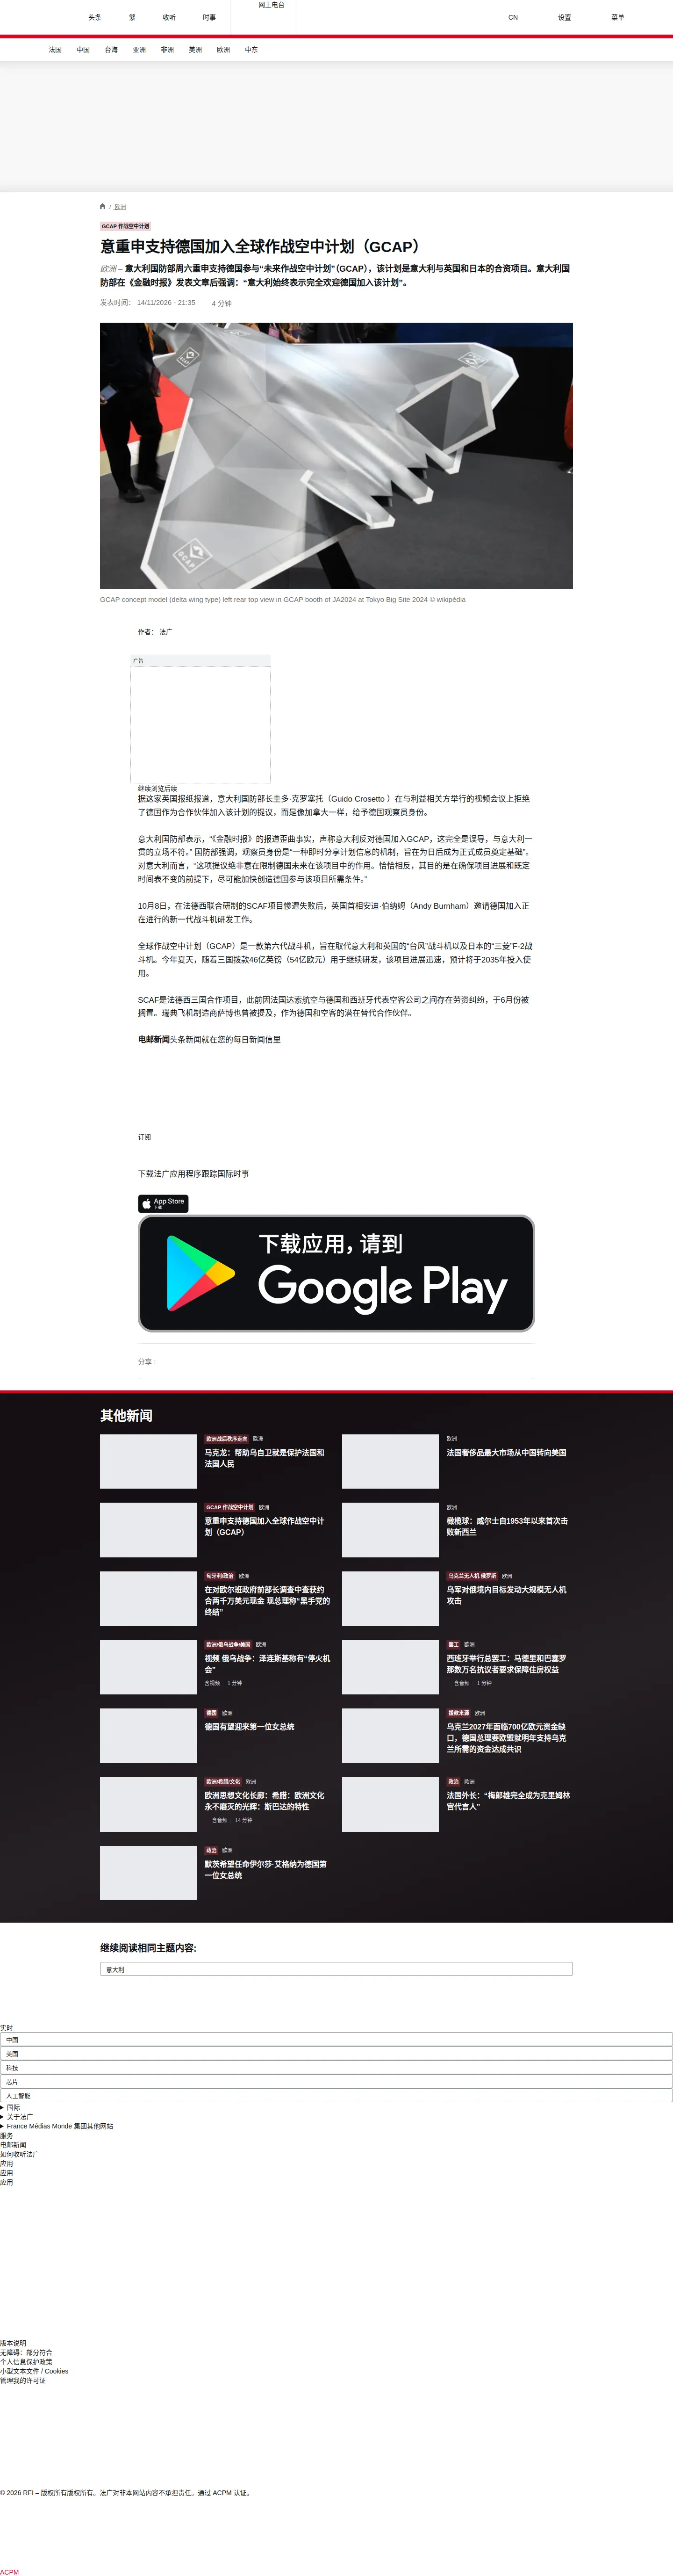 头条
繁
收听
时事
网上电台
CN
设置
菜单
法国
中国
台海
亚洲
非洲
美洲
欧洲
中东
/ 欧洲
GCAP 作战空中计划
意重申支持德国加入全球作战空中计划（GCAP）
欧洲 – 意大利国防部周六重申支持德国参与“未来作战空中计划”（GCAP），该计划是意大利与英国和日本的合资项目。意大利国
防部在《金融时报》发表文章后强调：“意大利始终表示完全欢迎德国加入该计划”。
发表时间： 14/11/2026 - 21:35
4 分钟
GCAP
GCAP concept model (delta wing type) left rear top view in GCAP booth of JA2024 at Tokyo Big Site 2024 © wikipédia
作者： 法广
广告
继续浏览后续
据这家英国报纸报道，意大利国防部长圭多·克罗塞托（Guido Crosetto ）在与利益相关方举行的视频会议上拒绝
了德国作为合作伙伴加入该计划的提议，而是像加拿大一样，给予德国观察员身份。
意大利国防部表示，“《金融时报》的报道歪曲事实，声称意大利反对德国加入GCAP，这完全是误导，与意大利一
贯的立场不符。” 国防部强调，观察员身份是“一种即时分享计划信息的机制，旨在为日后成为正式成员奠定基础”。
对意大利而言，“这项提议绝非意在限制德国未来在该项目中的作用。恰恰相反，其目的是在确保项目进展和既定
时间表不变的前提下，尽可能加快创造德国参与该项目所需条件。”
10月8日，在法德西联合研制的SCAF项目惨遭失败后，英国首相安迪·伯纳姆（Andy Burnham）邀请德国加入正
在进行的新一代战斗机研发工作。
全球作战空中计划（GCAP）是一款第六代战斗机，旨在取代意大利和英国的“台风”战斗机以及日本的“三菱”F-2战
斗机。今年夏天，随着三国拨款46亿英镑（54亿欧元）用于继续研发，该项目进展迅速，预计将于2035年投入使
用。
SCAF是法德西三国合作项目，此前因法国达索航空与德国和西班牙代表空客公司之间存在劳资纠纷，于6月份被
搁置。瑞典飞机制造商萨博也曾被提及，作为德国和空客的潜在替代合作伙伴。
电邮新闻头条新闻就在您的每日新闻信里
订阅
下载法广应用程序跟踪国际时事
App Store
下载
下载应用，请到
Google Play
分享 :
其他新闻
欧洲战后秩序走向 欧洲
马克龙：帮助乌自卫就是保护法国和
法国人民
欧洲
法国奢侈品最大市场从中国转向美国
GCAP 作战空中计划 欧洲
意重申支持德国加入全球作战空中计
划（GCAP）
欧洲
橄榄球：威尔士自1953年以来首次击
败新西兰
匈牙利/政治 欧洲
在对欧尔班政府前部长调查中查获约
合两千万美元现金 现总理称“黑手党的
终结”
乌克兰无人机 俄罗斯 欧洲
乌军对俄境内目标发动大规模无人机
攻击
欧洲/俄乌战争/美国 欧洲
视频 俄乌战争：泽连斯基称有“停火机
会”
含视频 1 分钟
罢工 欧洲
西班牙举行总罢工：马德里和巴塞罗
那数万名抗议者要求保障住房权益
含音频 1 分钟
德国 欧洲
德国有望迎来第一位女总统
援款来源 欧洲
乌克兰2027年面临700亿欧元资金缺
口，德国总理要欧盟就明年支持乌克
兰所需的资金达成共识
欧洲/希腊/文化 欧洲
欧洲思想文化长廊：希腊：欧洲文化
永不磨灭的光辉：斯巴达的特性
含音频 14 分钟
政治 欧洲
法国外长：“梅郞雄完全成为克里姆林
宫代言人”
政治 欧洲
默茨希望任命伊尔莎·艾格纳为德国第
一位女总统
继续阅读相同主题内容:
意大利
实时
中国
美国
科技
芯片
人工智能
国际
关于法广
France Médias Monde 集团其他网站
服务
电邮新闻
如何收听法广
应用
应用
应用
版本说明
无障碍：部分符合
个人信息保护政策
小型文本文件 / Cookies
管理我的许可证
© 2026 RFI – 版权所有版权所有。法广对非本网站内容不承担责任。通过 ACPM 认证。
ACPM